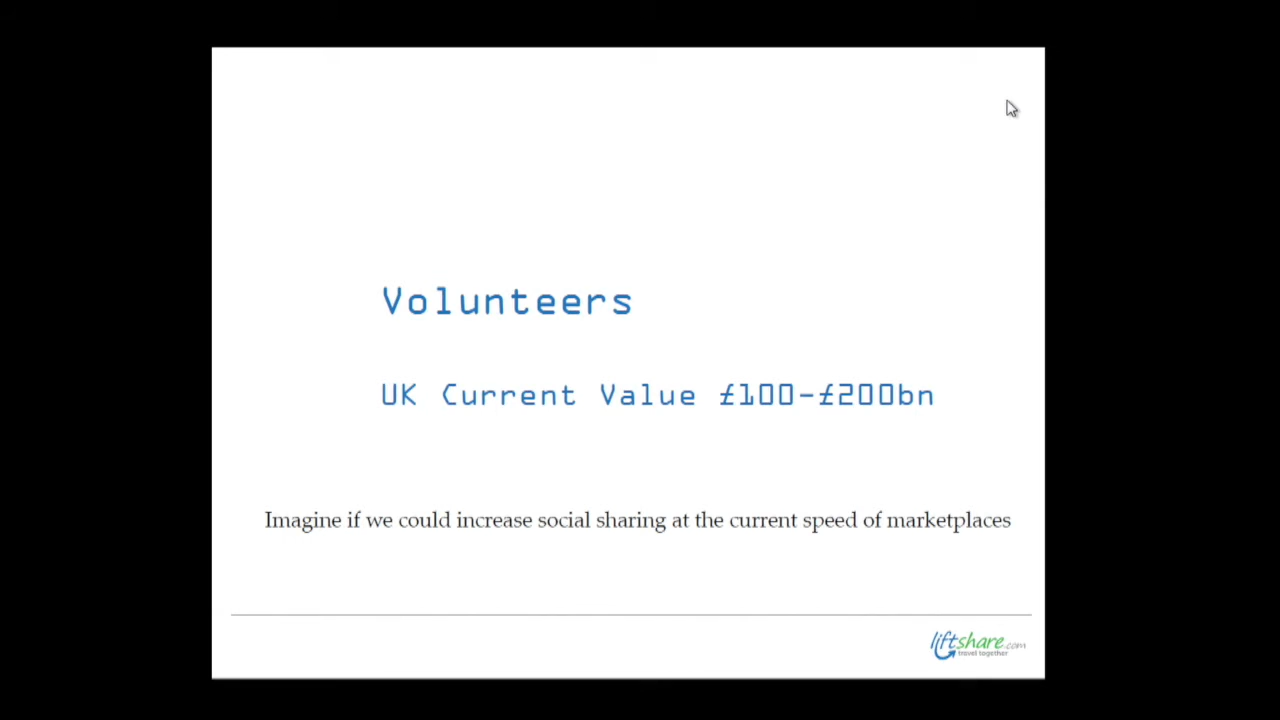 Volunteers
UK Current Value £100-£200bn
Imagine if we could increase social sharing at the current speed of marketplaces
liftshare.com
travel together